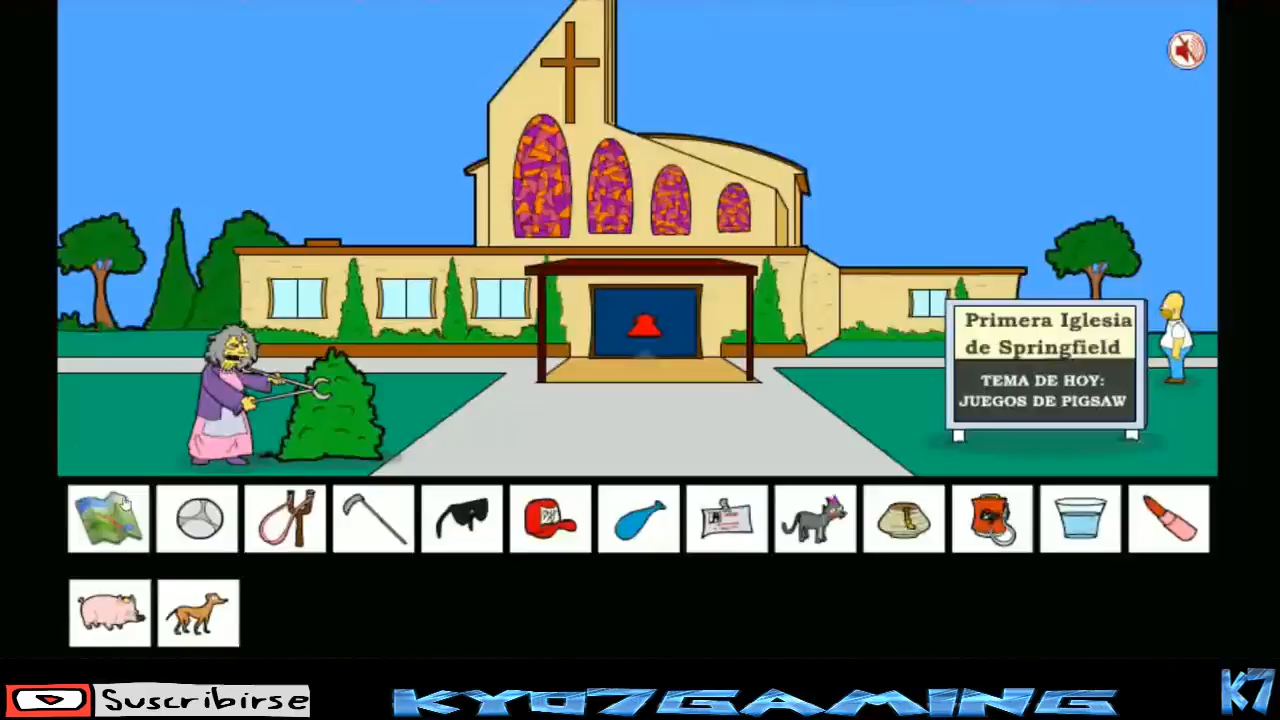 Primera Iglesia
de Springfield
TEMA DE HOY:
JUEGOS DE PIGSAW
Suscribirse
KYO7GAMING
K7